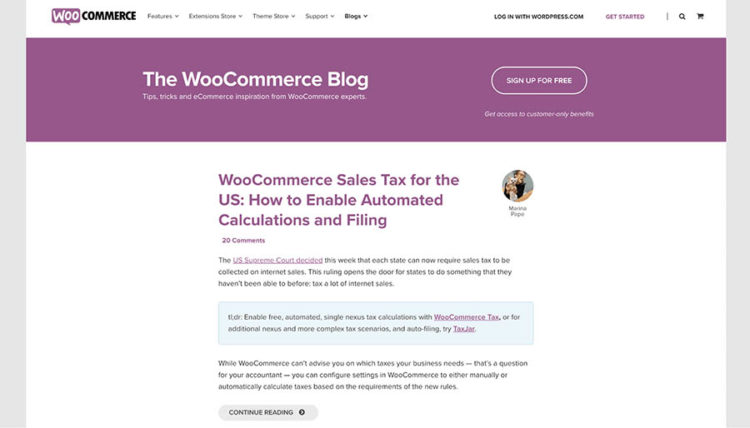 WOO COMMERCE Features Extensions Store Theme Store Support Blogs LOG IN WITH WORDPRESS.COM GET STARTED
The WooCommerce Blog
Tips, tricks and eCommerce inspiration from WooCommerce experts.
SIGN UP FOR FREE
Get access to customer-only benefits
WooCommerce Sales Tax for the
US: How to Enable Automated
Calculations and Filing
Marina
Pape
20 Comments
The US Supreme Court decided this week that each state can now require sales tax to be
collected on internet sales. This ruling opens the door for states to do something that they
haven't been able to before: tax a lot of internet sales.
tl;dr: Enable free, automated, single nexus tax calculations with WooCommerce Tax, or for
additional nexus and more complex tax scenarios, and auto-filing, try TaxJar.
While WooCommerce can't advise you on which taxes your business needs — that's a question
for your accountant — you can configure settings in WooCommerce to either manually or
automatically calculate taxes based on the requirements of the new rules.
CONTINUE READING